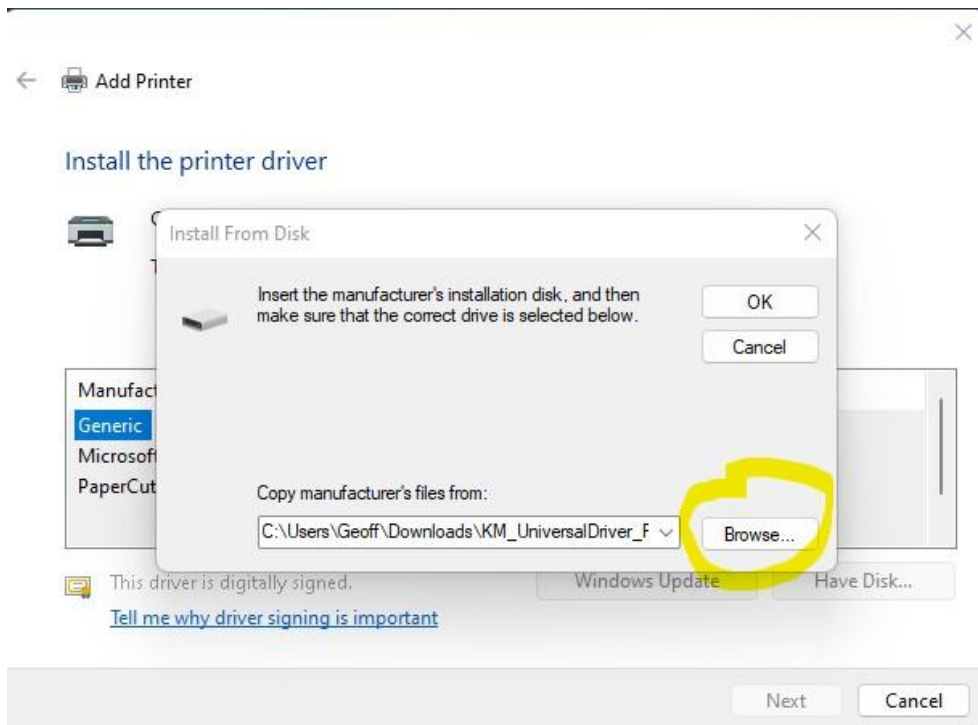 Add Printer
Install the printer driver
Install From Disk
Insert the manufacturer's installation disk, and then
make sure that the correct drive is selected below.
OK
Cancel
Manufact
Generic
Microsoft
PaperCut
Copy manufacturer's files from:
C:\Users\Geoff\Downloads\KM_UniversalDriver_F
Browse...
This driver is digitally signed.
Windows Update
Have Disk...
Tell me why driver signing is important
Next
Cancel